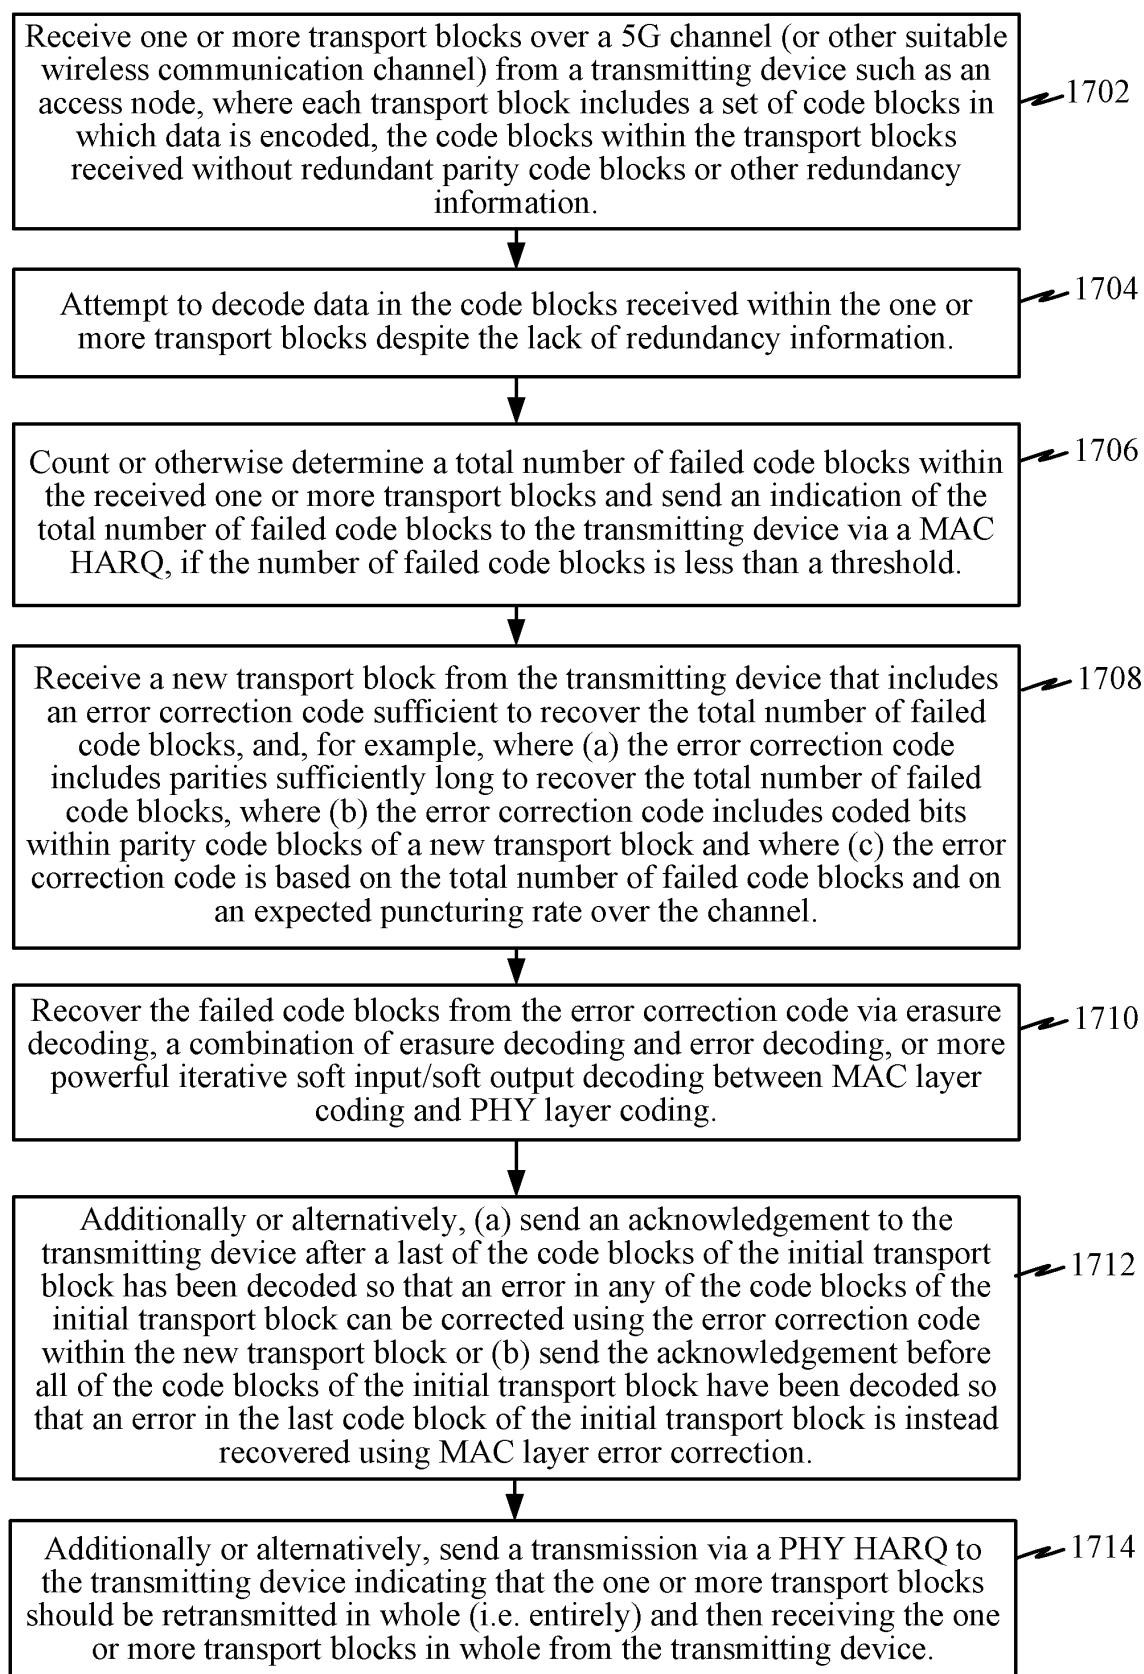 Receive one or more transport blocks over a 5G channel (or other suitable
wireless communication channel) from a transmitting device such as an
access node, where each transport block includes a set of code blocks in
which data is encoded, the code blocks within the transport blocks
received without redundant parity code blocks or other redundancy
information.
1702
Attempt to decode data in the code blocks received within the one or
more transport blocks despite the lack of redundancy information.
1704
Count or otherwise determine a total number of failed code blocks within
the received one or more transport blocks and send an indication of the
total number of failed code blocks to the transmitting device via a MAC
HARQ, if the number of failed code blocks is less than a threshold.
1706
Receive a new transport block from the transmitting device that includes
an error correction code sufficient to recover the total number of failed
code blocks, and, for example, where (a) the error correction code
includes parities sufficiently long to recover the total number of failed
code blocks, where (b) the error correction code includes coded bits
within parity code blocks of a new transport block and where (c) the error
correction code is based on the total number of failed code blocks and on
an expected puncturing rate over the channel.
1708
Recover the failed code blocks from the error correction code via erasure
decoding, a combination of erasure decoding and error decoding, or more
powerful iterative soft input/soft output decoding between MAC layer
coding and PHY layer coding.
1710
Additionally or alternatively, (a) send an acknowledgement to the
transmitting device after a last of the code blocks of the initial transport
block has been decoded so that an error in any of the code blocks of the
initial transport block can be corrected using the error correction code
within the new transport block or (b) send the acknowledgement before
all of the code blocks of the initial transport block have been decoded so
that an error in the last code block of the initial transport block is instead
recovered using MAC layer error correction.
1712
Additionally or alternatively, send a transmission via a PHY HARQ to
the transmitting device indicating that the one or more transport blocks
should be retransmitted in whole (i.e. entirely) and then receiving the one
or more transport blocks in whole from the transmitting device.
1714